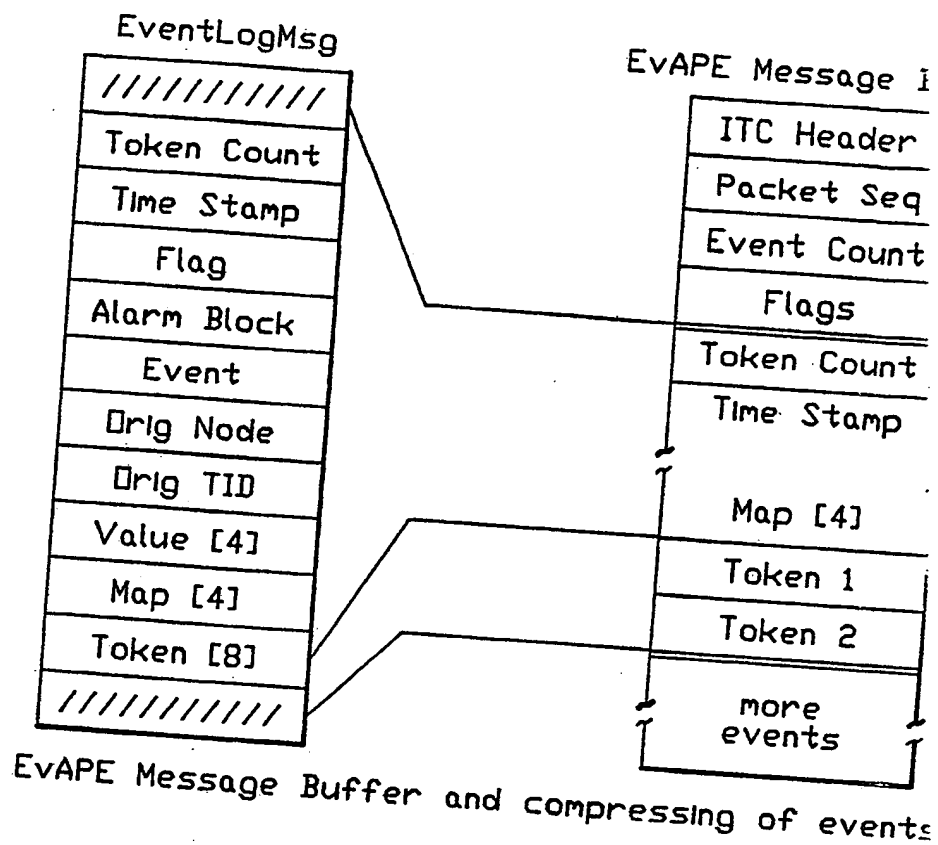 EventLogMsg
///////////
Token Count
Time Stamp
Flag
Alarm Block
Event
Orig Node
Orig TID
Value [4]
Map [4]
Token [8]
///////////
EvAPE Message
ITC Header
Packet Seq
Event Count
Flags
Token Count
Time Stamp
Map [4]
Token 1
Token 2
more
events
EvAPE Message Buffer and compressing of events